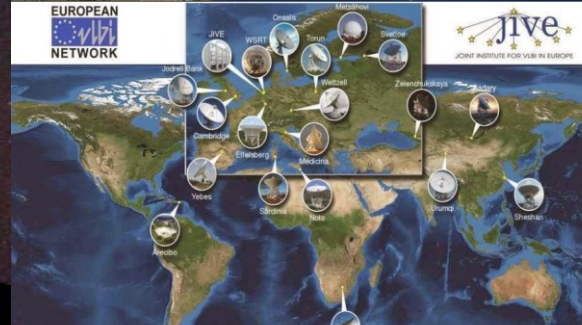 EUROPEAN
vlbi
NETWORK
jive
JOINT INSTITUTE FOR VLBI IN EUROPE
Onsala
Metsähovi
JIVE
WSRT
Torun
Svetloe
Jodrell Bank
Wettzell
Zelenchukskaya
Cambridge
Effelsberg
Medicina
Yebes
Sardinia
Noto
Urumqi
Sheshan
Arecibo